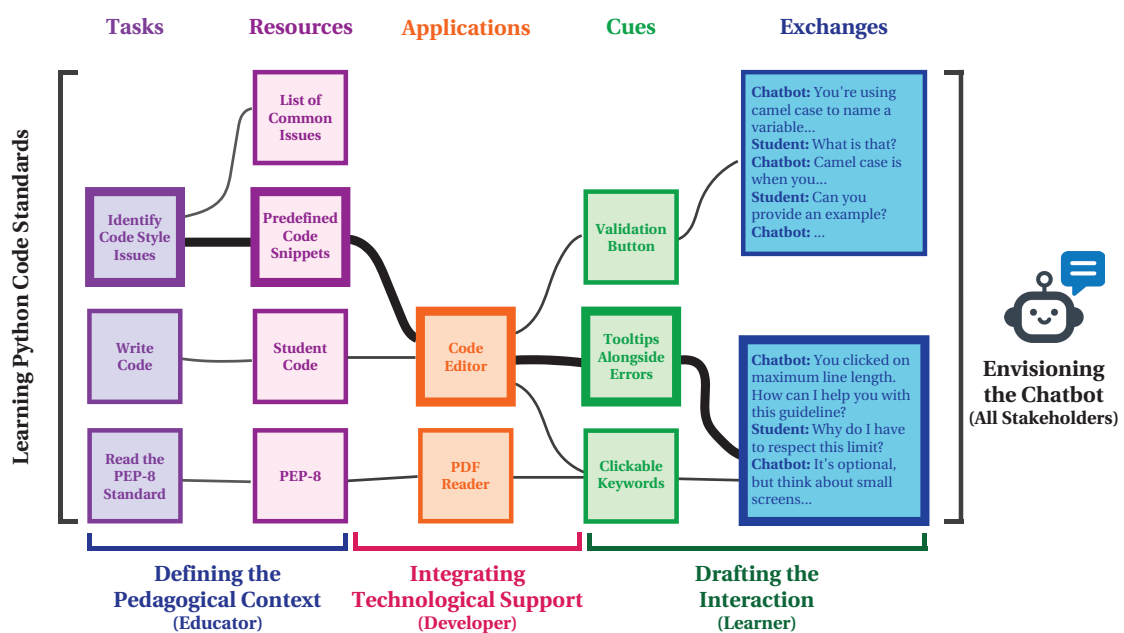 Tasks
Resources
Applications
Cues
Exchanges
Learning Python Code Standards
Identify
Code Style
Issues
Write
Code
Read the
PEP-8
Standard
List of
Common
Issues
Predefined
Code
Snippets
Student
Code
PEP-8
Code
Editor
PDF
Reader
Validation
Button
Tooltips
Alongside
Errors
Clickable
Keywords
Chatbot: You're using
camel case to name a
variable...
Student: What is that?
Chatbot: Camel case is
when you...
Student: Can you
provide an example?
Chatbot: ...
Chatbot: You clicked on
maximum line length.
How can I help you with
this guideline?
Student: Why do I have
to respect this limit?
Chatbot: It's optional,
but think about small
screens...
Envisioning
the Chatbot
(All Stakeholders)
Defining the
Pedagogical Context
(Educator)
Integrating
Technological Support
(Developer)
Drafting the
Interaction
(Learner)